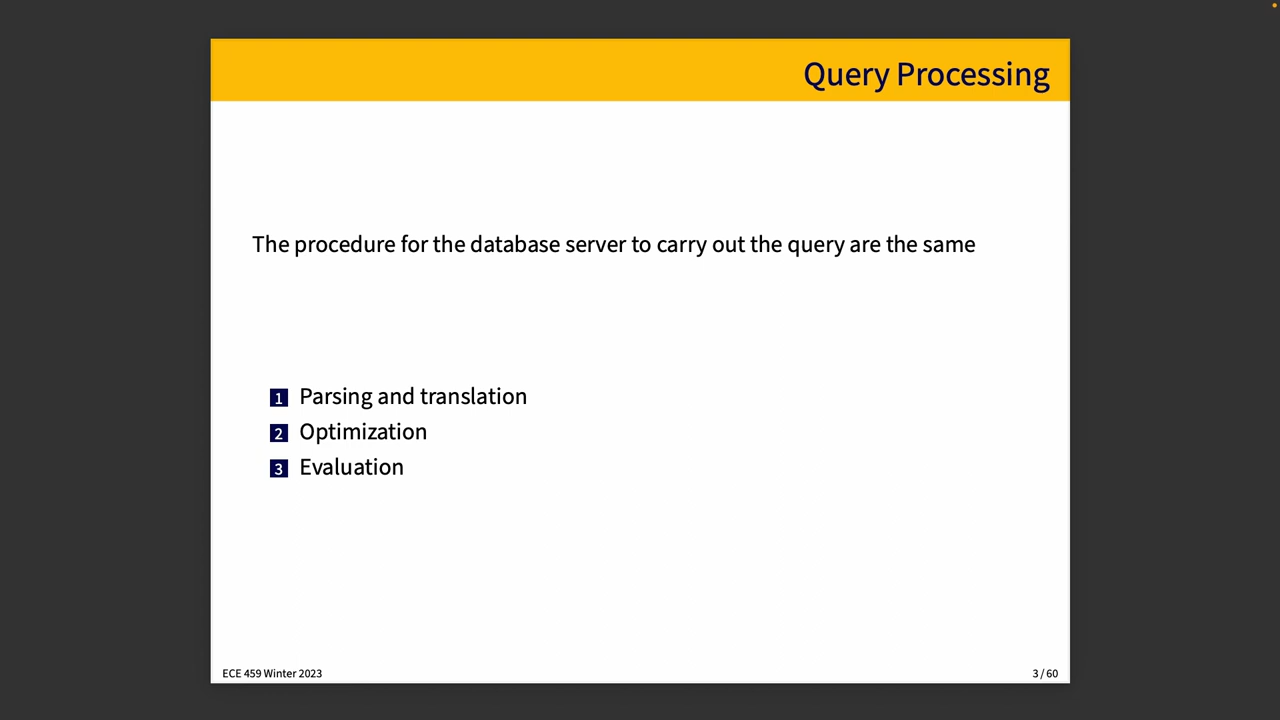 Query Processing
The procedure for the database server to carry out the query are the same
1 Parsing and translation
2 Optimization
3 Evaluation
ECE 459 Winter 2023
3 / 60